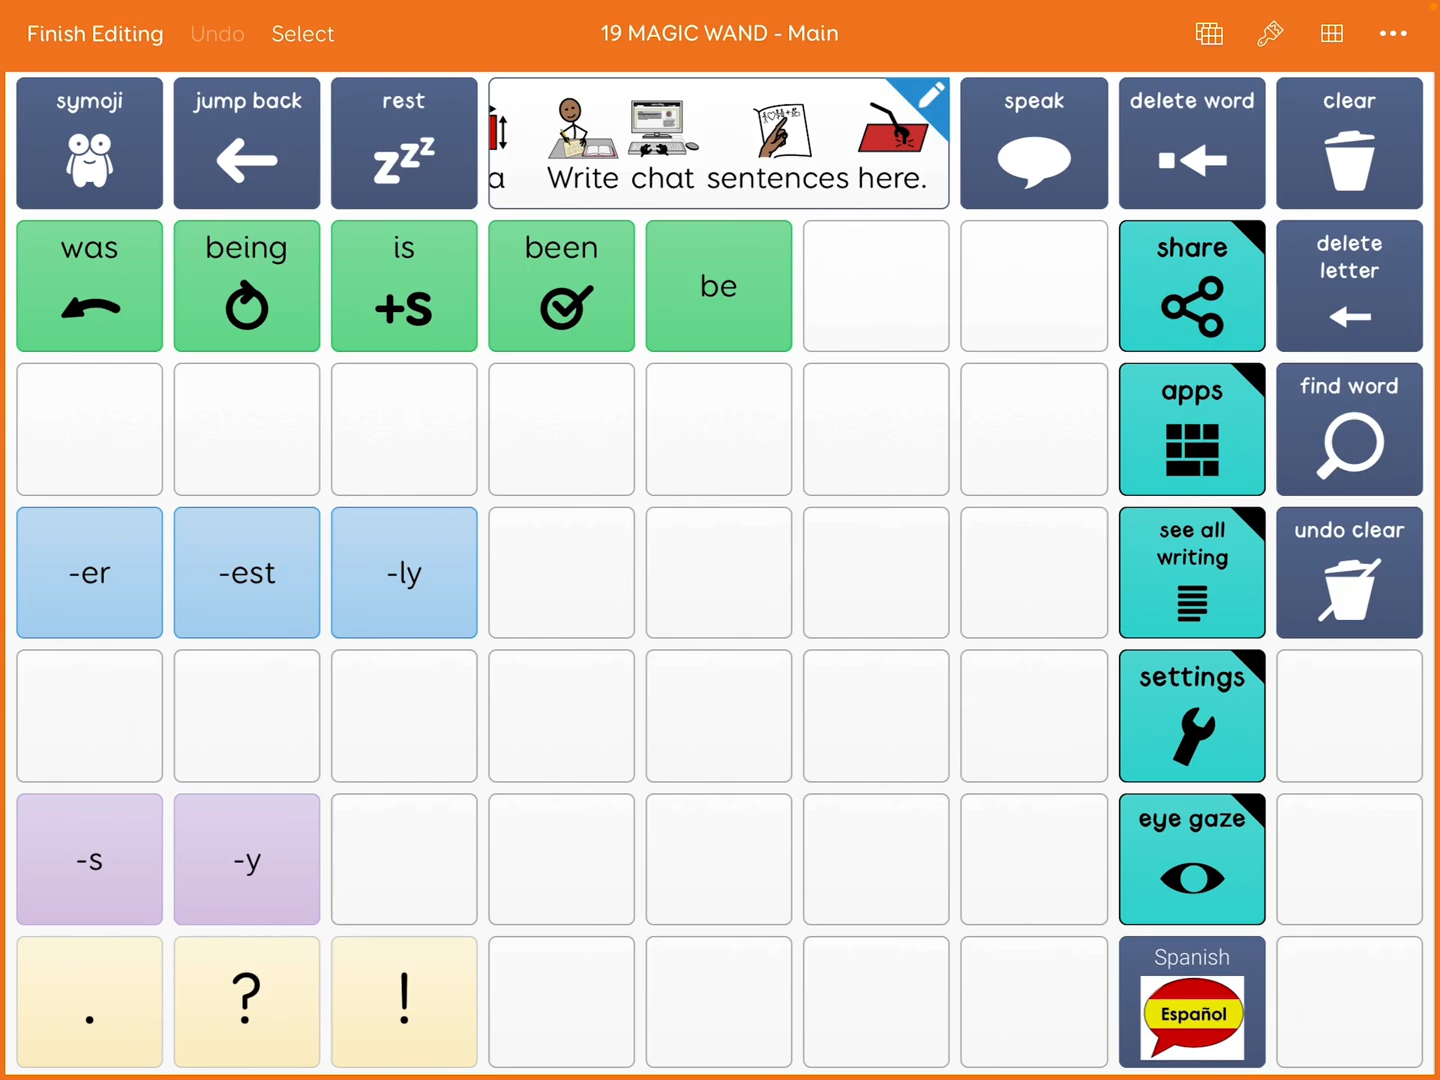 Finish Editing Undo Select 19 MAGIC WAND - Main
symoji
jump back
rest
a Write chat sentences here.
speak
delete word
clear
was
being
is
+s
been
be
share
delete
letter
apps
find word
-er
-est
-ly
see all
writing
undo clear
settings
-s
-y
eye gaze
.
?
!
Spanish
Español